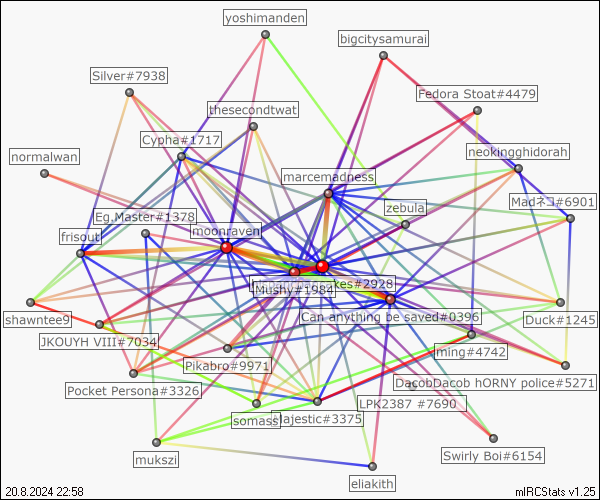 yoshimanden
bigcitysamurai
Silver#7938
Fedora Stoat#4479
thesecondtwat
Cypha#1717
normalwan
neokingghidorah
marcemadness
Madネコ#6901
zebula
Eg.Master#1378
moonraven
frisout
Mushy#1984
kes#2928
Can anything be saved#0396
shawntee9
Duck#1245
JKOUYH VIII#7034
ming#4742
Pikabro#9971
DacobDacob hORNY police#5271
Pocket Persona#3326
LPK2387 #7690
somass
Majestic#3375
mukszi
Swirly Boi#6154
eliakith
20.8.2024 22:58
mIRCStats v1.25